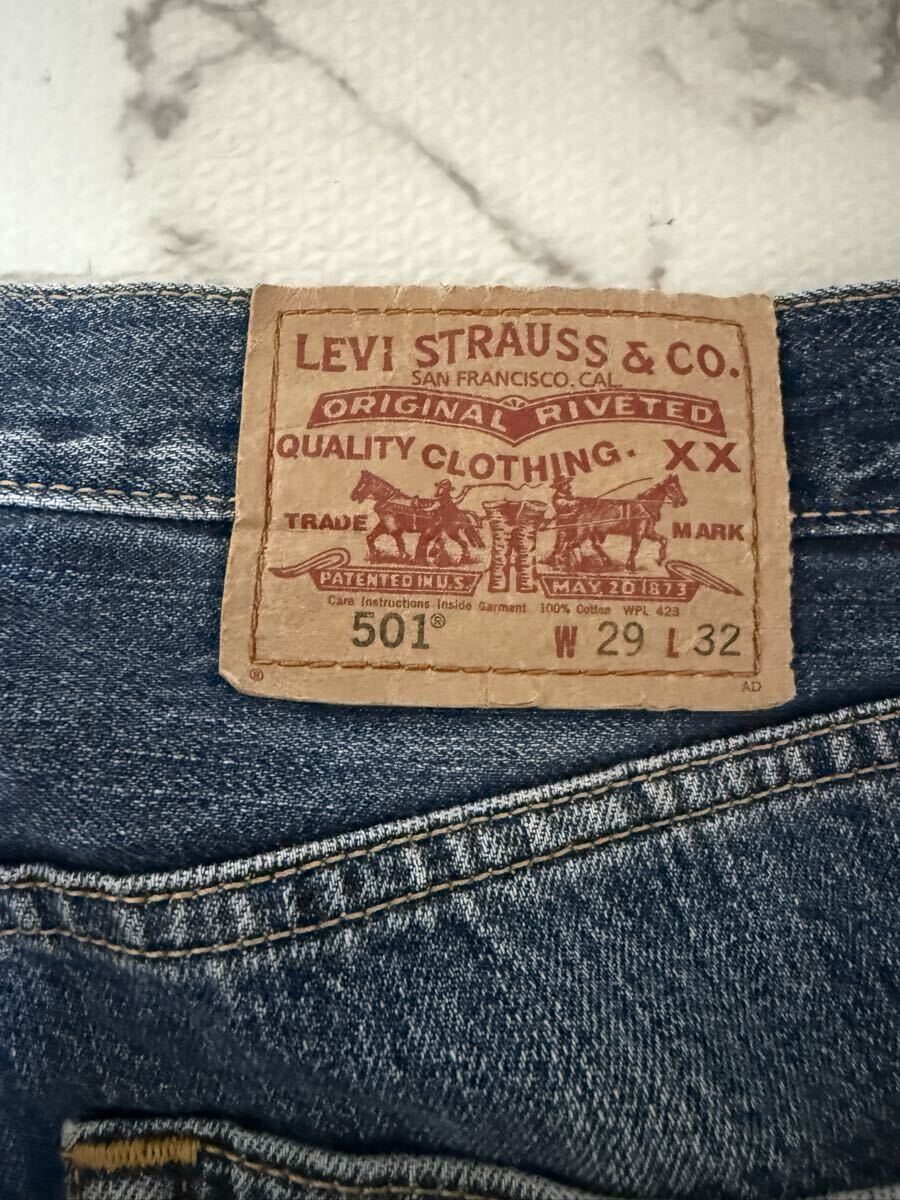 LEVI STRAUSS & CO.
SAN FRANCISCO. CAL.
ORIGINAL RIVETED
QUALITY CLOTHING. XX
TRADE MARK
PATENTED IN U.S. MAY 20 1873
Care Instructions Inside Garment 100% Cotton WPL 423
501® W 29 L 32
® AD